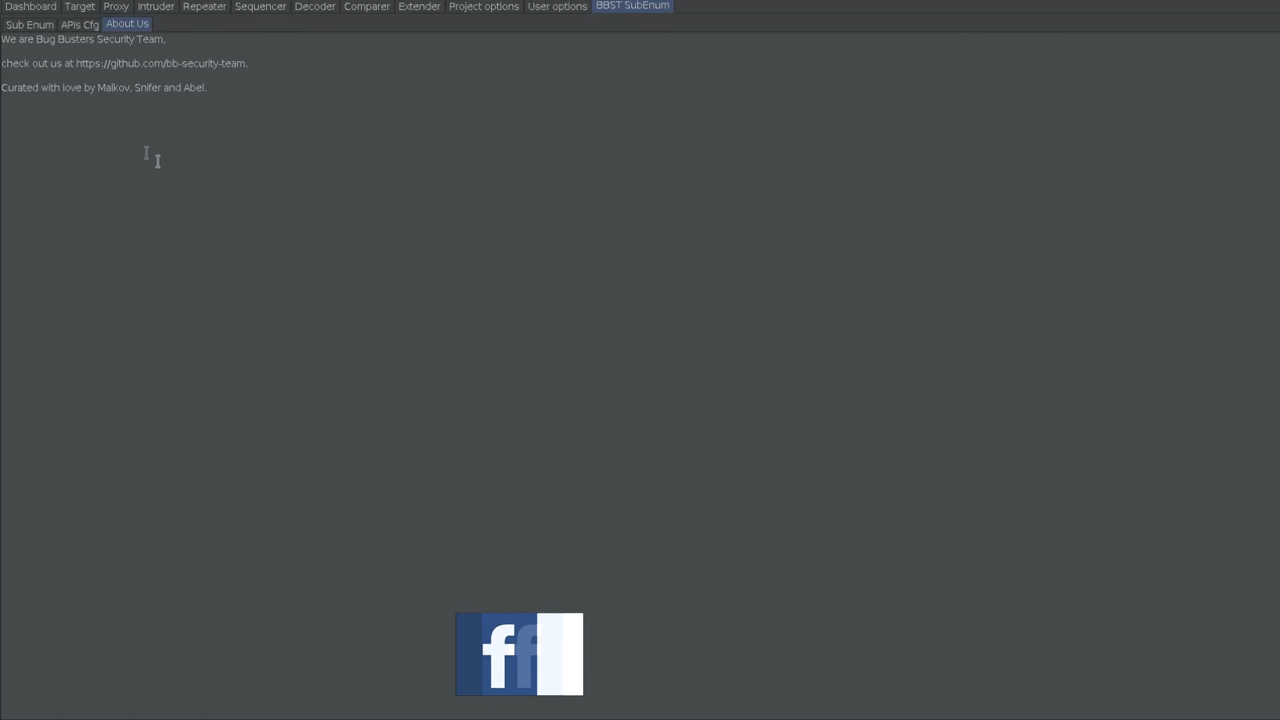 Dashboard Target Proxy Intruder Repeater Sequencer Decoder Comparer Extender Project options User options BBST SubEnum
Sub Enum APIs Cfg About Us
We are Bug Busters Security Team,
check out us at https://github.com/bb-security-team.
Curated with love by Malkov, Snifer and Abel.
f f